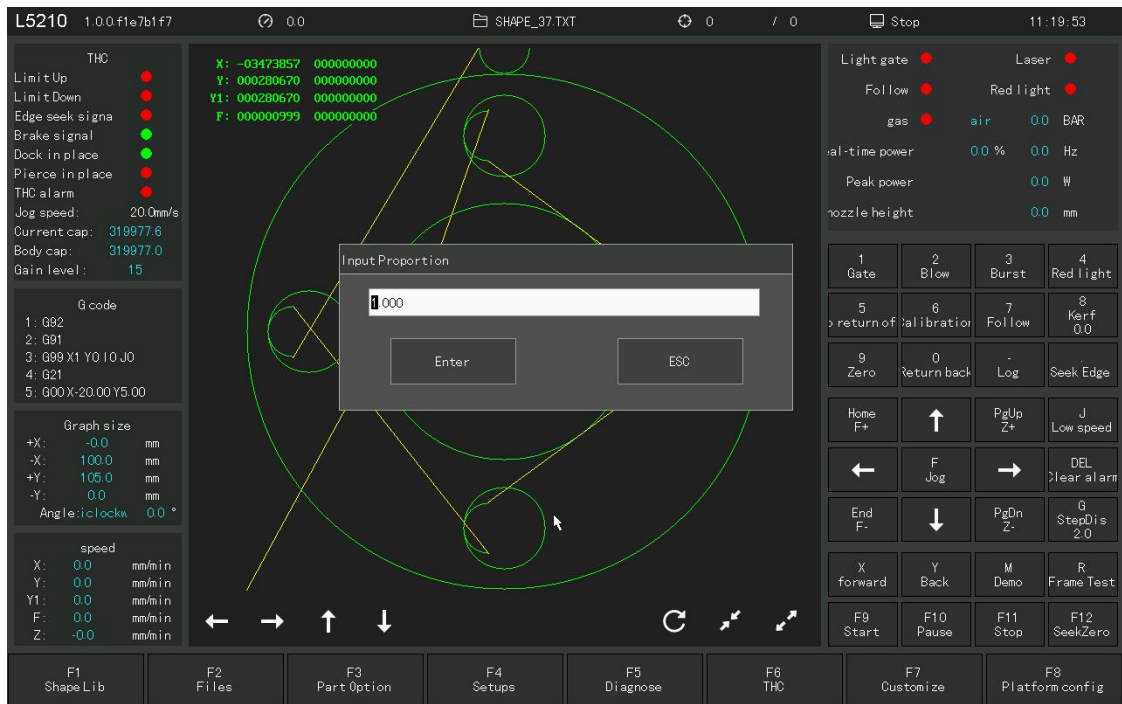 L5210 1.0.0.f1e7b1f7 0.0 SHAPE_37.TXT 0 / 0 Stop 11:19:53
THC
LimitUp
LimitDown
Edge seek signa
Brake signal
Dock in place
Pierce in place
THC alarm
Jog speed: 20.0mm/s
Current cap: 319977.6
Body cap: 319977.0
Gain level: 15
G code
1: G92
2: G91
3: G99 X1 Y0 I0 J0
4: G21
5: G00 X-20.00 Y5.00
Graph size
+X: -0.0 mm
-X: 100.0 mm
+Y: 105.0 mm
-Y: 0.0 mm
Angle:iclockw 0.0 °
speed
X: 0.0 mm/min
Y: 0.0 mm/min
Y1: 0.0 mm/min
F: 0.0 mm/min
Z: -0.0 mm/min
X: -03473857 000000000
Y: 000280670 000000000
Y1: 000280670 000000000
F: 000000999 000000000
Input Proportion
1.000
Enter ESC
Light gate Laser
Follow Red light
gas air 0.0 BAR
al-time power 0.0 % 0.0 Hz
Peak power 0.0 W
nozzle height 0.0 mm
1 2 3 4
Gate Blow Burst Red light
5 6 7 8
o return of Calibration Follow Kerf
0.0
9 0 - .
Zero Return back Log Seek Edge
Home ↑ PgUp J
F+ Z+ Low speed
← F → DEL
Jog Clear alarm
End ↓ PgDn G
F- Z- StepDis
2.0
X Y M R
forward Back Demo Frame Test
F9 F10 F11 F12
Start Pause Stop SeekZero
F1 F2 F3 F4 F5 F6 F7 F8
ShapeLib Files Part Option Setups Diagnose THC Customize Platform config